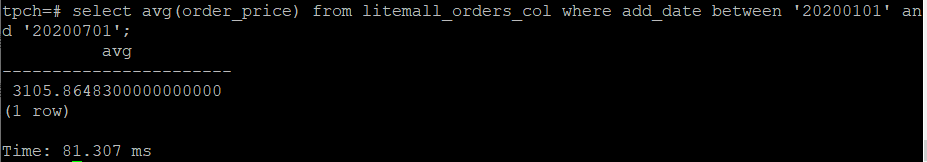 tpch=# select avg(order_price) from litemall_orders_col where add_date between '20200101' an
d '20200701';
avg
-----------------------
3105.8648300000000000
(1 row)
Time: 81.307 ms